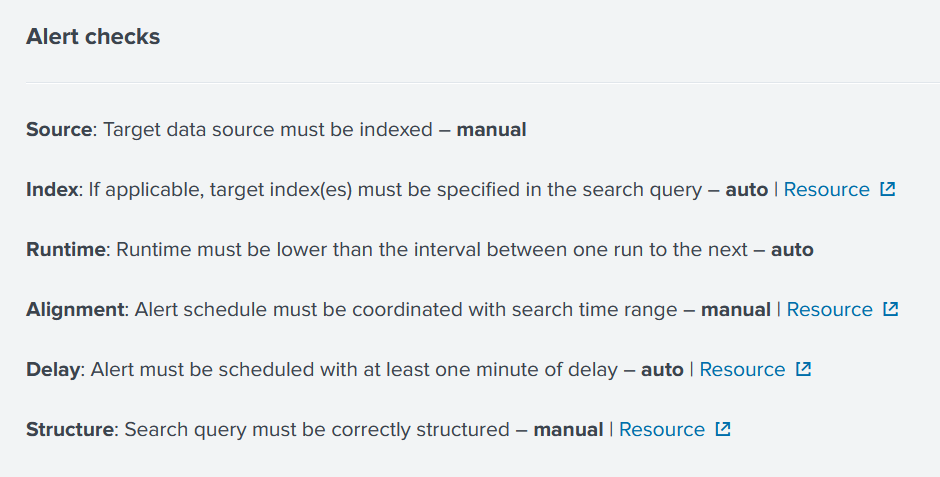 Alert checks
Source: Target data source must be indexed – manual
Index: If applicable, target index(es) must be specified in the search query – auto | Resource
Runtime: Runtime must be lower than the interval between one run to the next – auto
Alignment: Alert schedule must be coordinated with search time range – manual | Resource
Delay: Alert must be scheduled with at least one minute of delay – auto | Resource
Structure: Search query must be correctly structured – manual | Resource